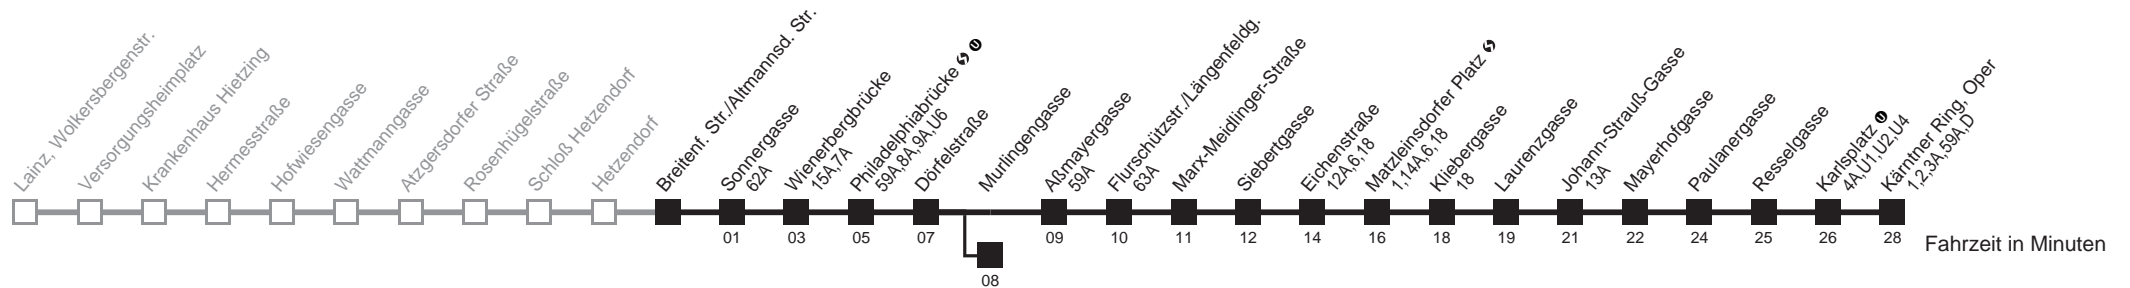 Lainz, Wolkersbergenstr.
Versorgungsheimplatz
Krankenhaus Hietzing
Hermesstraße
Hofwiesengasse
Wattmanngasse
Atzgersdorfer Straße
Rosenhügelstraße
Schloß Hetzendorf
Hetzendorf
Breitenf. Str./Altmannsd. Str.
Sonnergasse
62A
Wienerbergbrücke
15A,7A
Philadelphiabrücke S U
59A,8A,9A,U6
Dörfelstraße
Murlingengasse
Aßmayergasse
59A
Flurschützstr./Längenfeldg.
63A
Marx-Meidlinger-Straße
Siebertgasse
Eichenstraße
12A,6,18
Matzleinsdorfer Platz S
1,14A,6,18
Kliebergasse
18
Laurenzgasse
Johann-Strauß-Gasse
13A
Mayerhofgasse
Paulanergasse
Resselgasse
Karlsplatz U
4A,U1,U2,U4
Kärntner Ring, Oper
1,2,3A,59A,D
01 03 05 07 09 10 11 12 14 16 18 19 21 22 24 25 26 28
Fahrzeit in Minuten
08